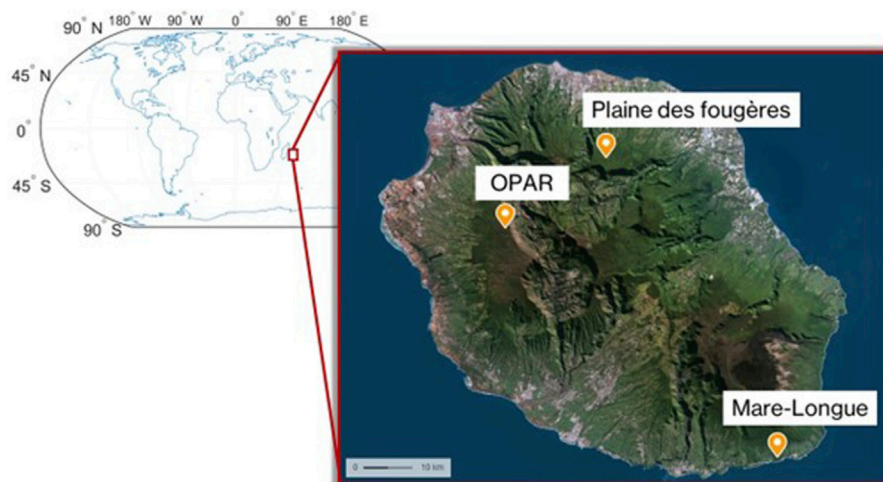 180° W
90° W
0°
90° E
180° E
90° N
45° N
0°
45° S
90° S
Plaine des fougères
OPAR
Mare-Longue
0
10 km